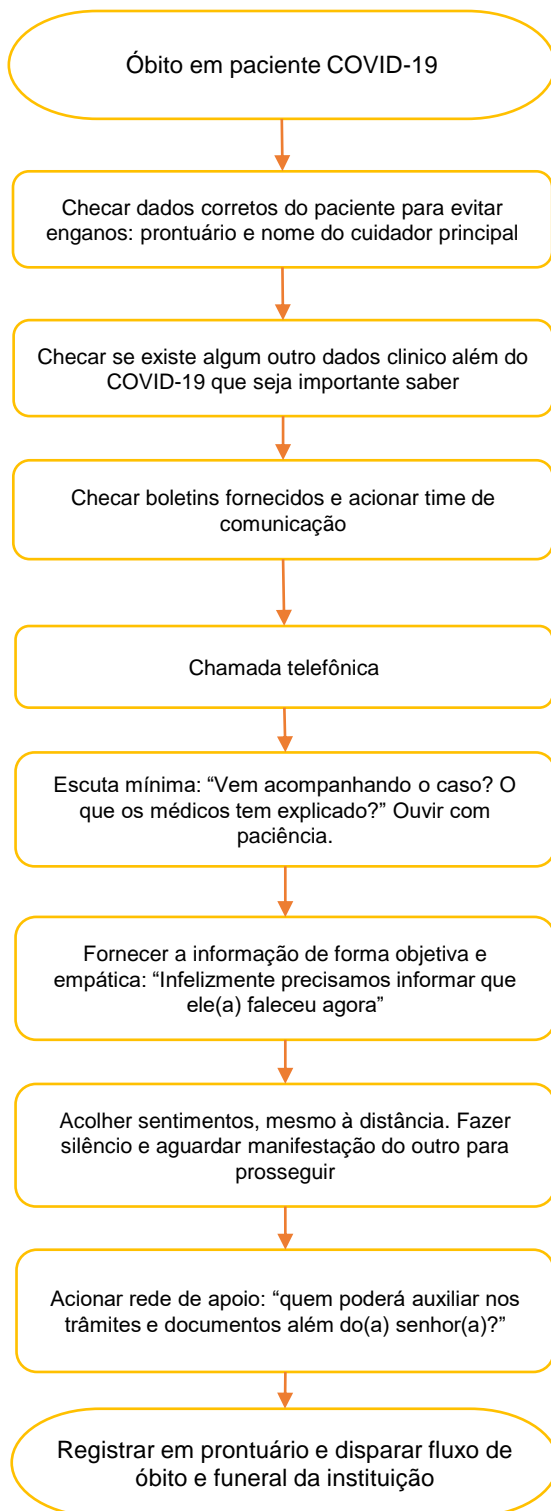 Óbito em paciente COVID-19
Checar dados corretos do paciente para evitar
enganos: prontuário e nome do cuidador principal
Checar se existe algum outro dados clinico além do
COVID-19 que seja importante saber
Checar boletins fornecidos e acionar time de
comunicação
Chamada telefônica
Escuta mínima: “Vem acompanhando o caso? O
que os médicos tem explicado?” Ouvir com
paciência.
Fornecer a informação de forma objetiva e
empática: “Infelizmente precisamos informar que
ele(a) faleceu agora”
Acolher sentimentos, mesmo à distância. Fazer
silêncio e aguardar manifestação do outro para
prosseguir
Acionar rede de apoio: “quem poderá auxiliar nos
trâmites e documentos além do(a) senhor(a)?”
Registrar em prontuário e disparar fluxo de
óbito e funeral da instituição